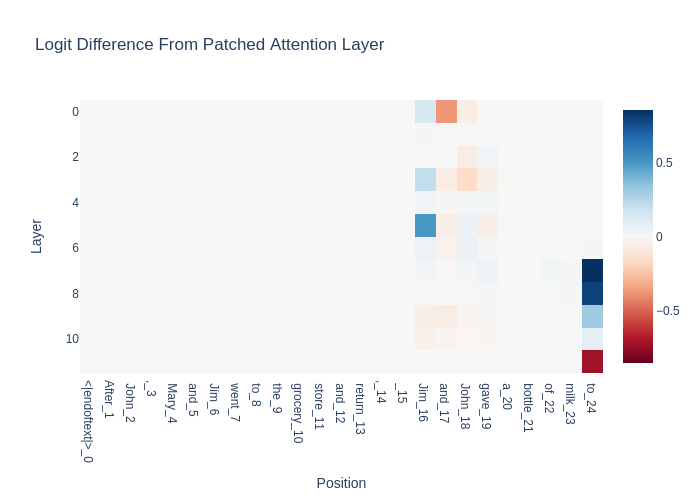 Logit Difference From Patched Attention Layer
0
2
4
6
8
10
Layer
0.5
0
−0.5
<|endoftext|>_0
After_1
John_2
,_3
Mary_4
and_5
Jim_6
went_7
to_8
the_9
grocery_10
store_11
and_12
return_13
,_14
_15
Jim_16
and_17
John_18
gave_19
a_20
bottle_21
of_22
milk_23
to_24
Position